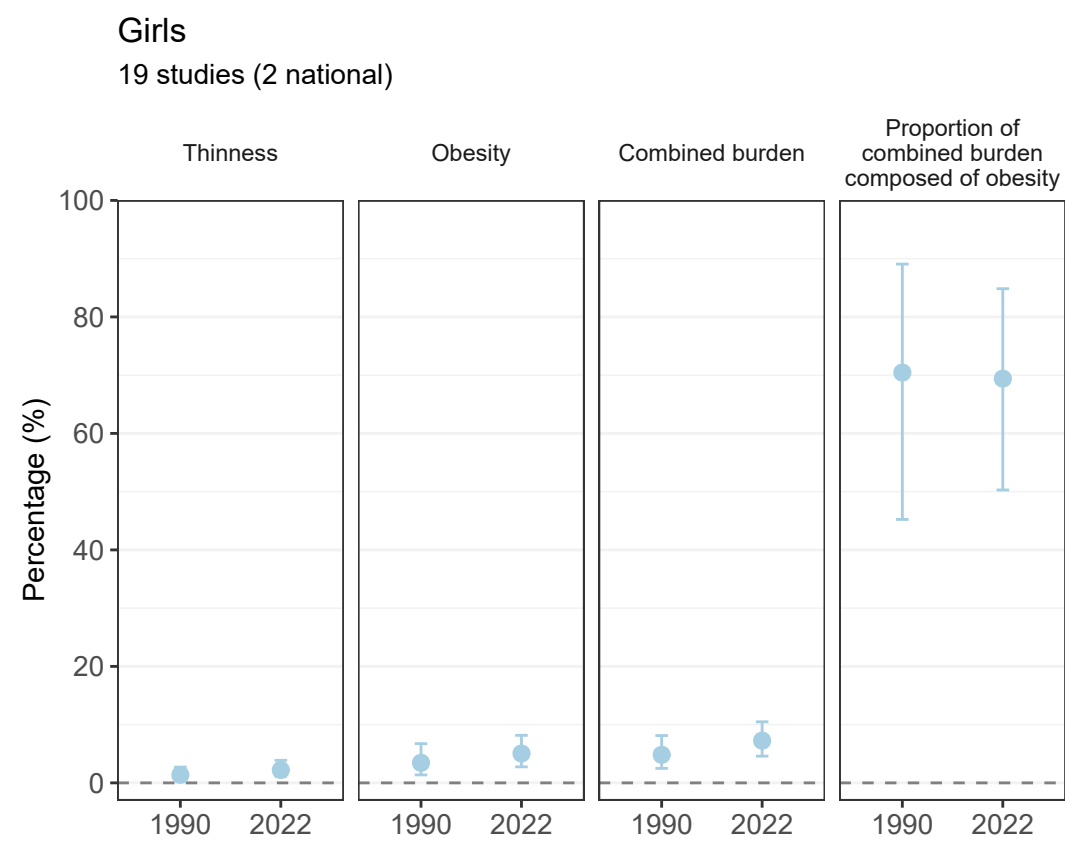 Girls
19 studies (2 national)
Thinness
Obesity
Combined burden
Proportion of
combined burden
composed of obesity
Percentage (%)
100
80
60
40
20
0
1990 2022
1990 2022
1990 2022
1990 2022